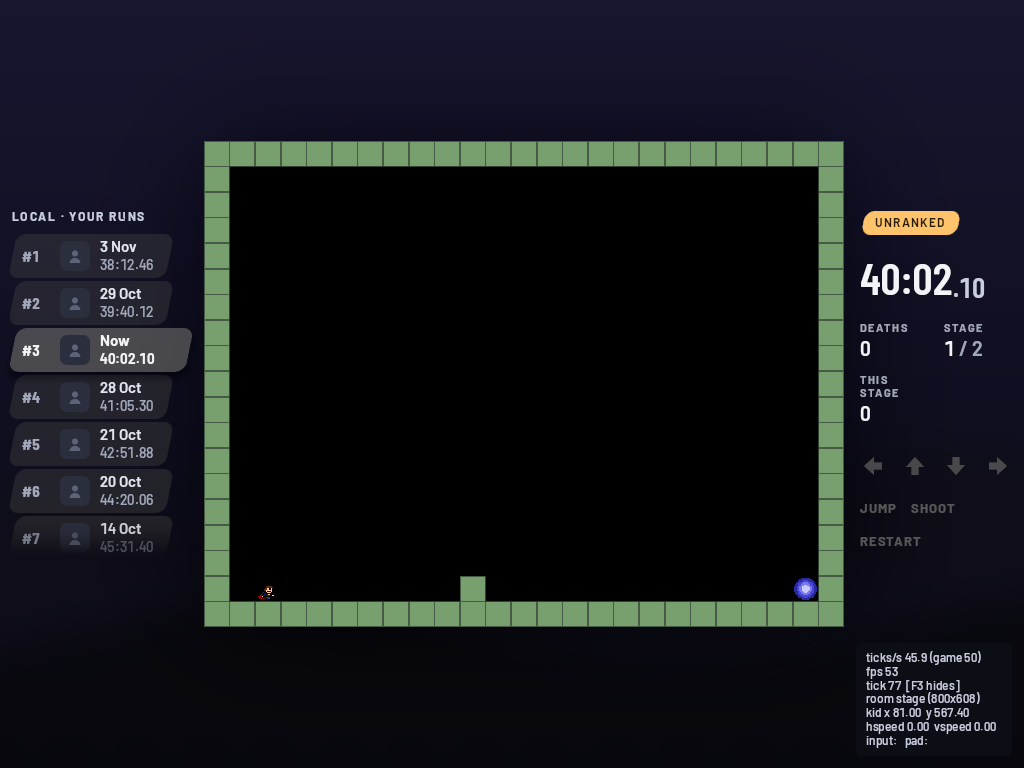 LOCAL · YOUR RUNS
#1
3 Nov
38:12.46
#2
29 Oct
39:40.12
#3
Now
40:02.10
#4
28 Oct
41:05.30
#5
21 Oct
42:51.88
#6
20 Oct
44:20.06
#7
14 Oct
45:31.40
UNRANKED
40:02.10
DEATHS STAGE
0 1 / 2
THIS
STAGE
0
JUMP SHOOT
RESTART
ticks/s 45.9 (game 50)
fps 53
tick 77 [F3 hides]
room stage (800x608)
kid x 81.00 y 567.40
hspeed 0.00 vspeed 0.00
input: pad: